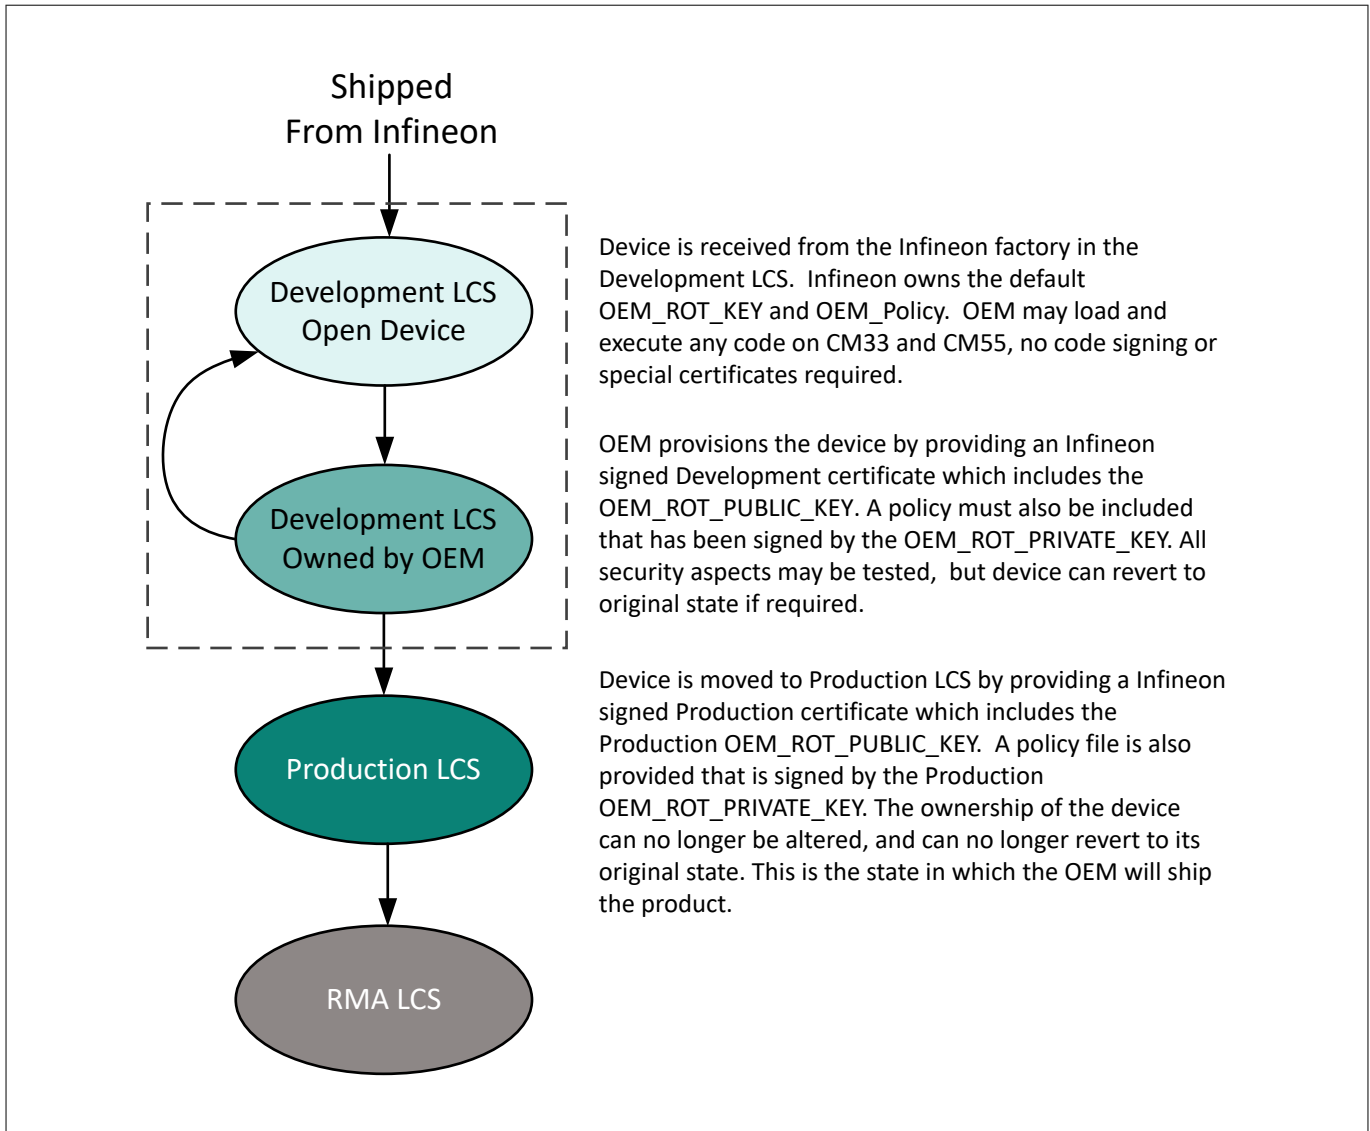 Shipped
From Infineon
Development LCS
Open Device
Device is received from the Infineon factory in the
Development LCS.  Infineon owns the default
OEM_ROT_KEY and OEM_Policy.  OEM may load and
execute any code on CM33 and CM55, no code signing or
special certificates required.
Development LCS
Owned by OEM
OEM provisions the device by providing an Infineon
signed Development certificate which includes the
OEM_ROT_PUBLIC_KEY. A policy must also be included
that has been signed by the OEM_ROT_PRIVATE_KEY. All
security aspects may be tested,  but device can revert to
original state if required.
Production LCS
Device is moved to Production LCS by providing a Infineon
signed Production certificate which includes the
Production OEM_ROT_PUBLIC_KEY.  A policy file is also
provided that is signed by the Production
OEM_ROT_PRIVATE_KEY. The ownership of the device
can no longer be altered, and can no longer revert to its
original state. This is the state in which the OEM will ship
the product.
RMA LCS